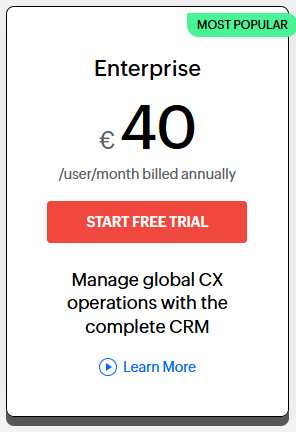 MOST POPULAR
Enterprise
€ 40
/user/month billed annually
START FREE TRIAL
Manage global CX
operations with the
complete CRM
Learn More